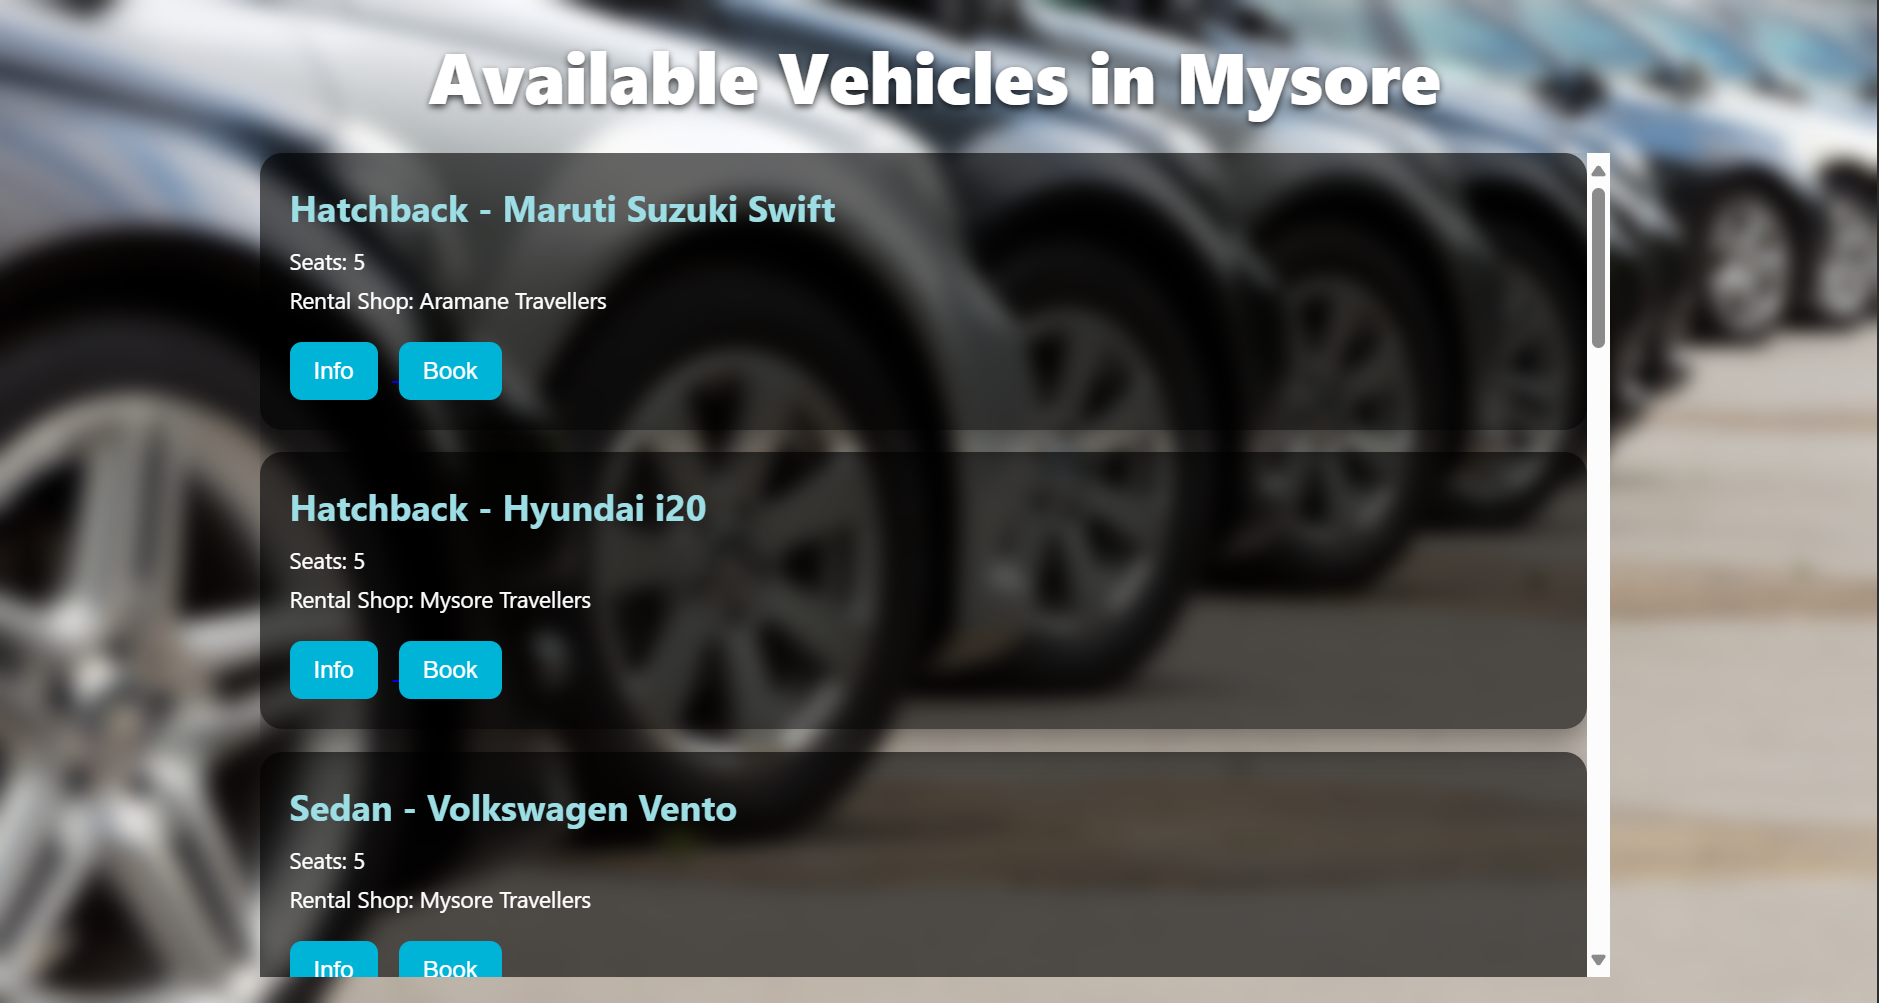 Available Vehicles in Mysore
Hatchback - Maruti Suzuki Swift
Seats: 5
Rental Shop: Aramane Travellers
Info Book
Hatchback - Hyundai i20
Seats: 5
Rental Shop: Mysore Travellers
Info Book
Sedan - Volkswagen Vento
Seats: 5
Rental Shop: Mysore Travellers
Info Book